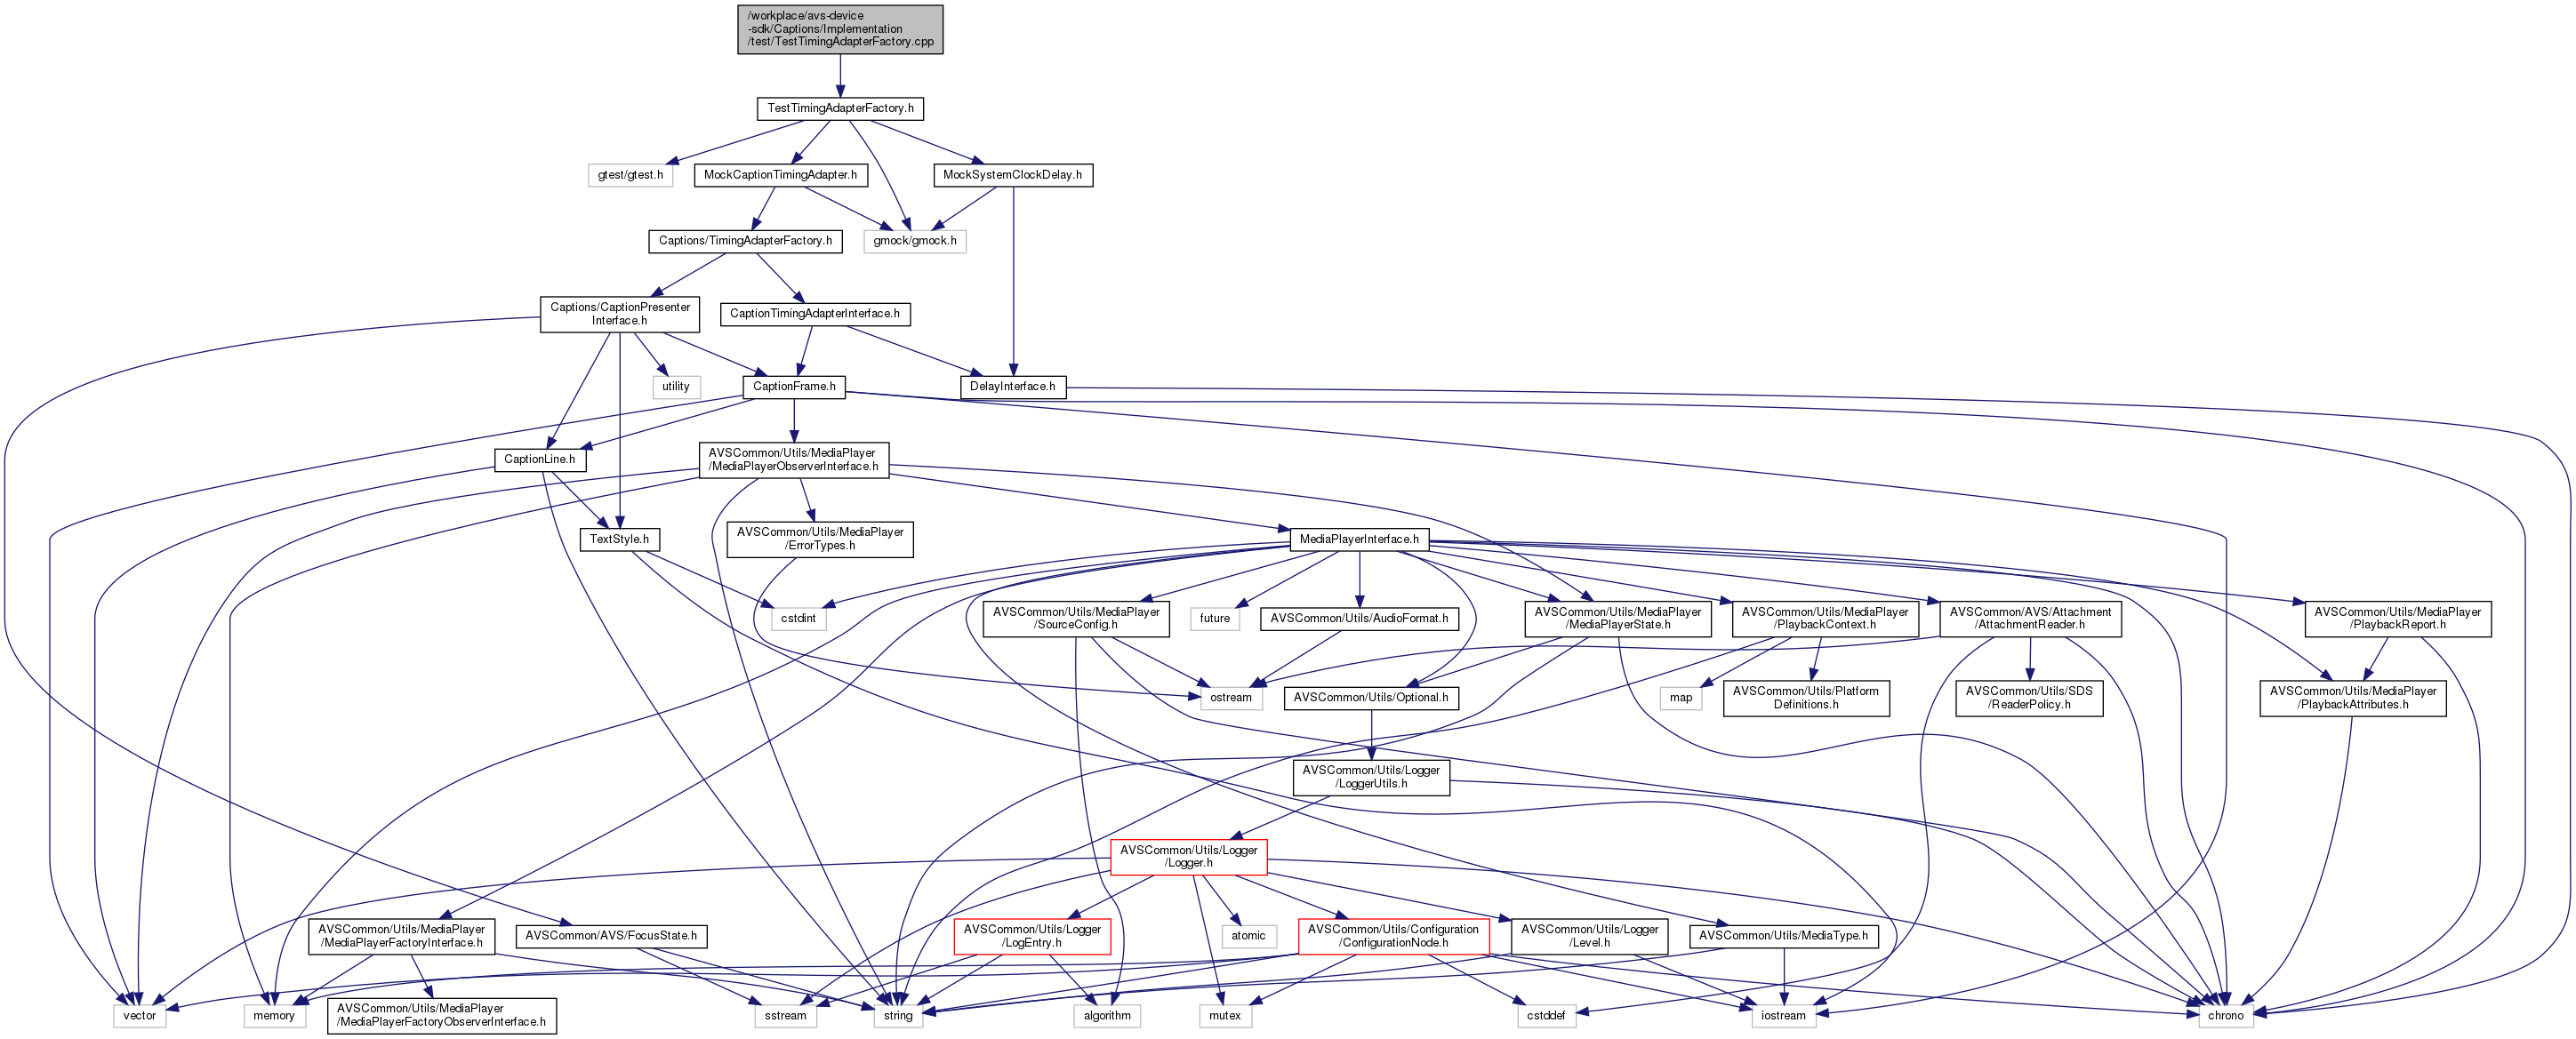 /workplace/avs-device
-sdk/Captions/Implementation
/test/TestTimingAdapterFactory.cpp
TestTimingAdapterFactory.h
gtest/gtest.h
MockCaptionTimingAdapter.h
MockSystemClockDelay.h
Captions/TimingAdapterFactory.h
gmock/gmock.h
Captions/CaptionPresenter
Interface.h
CaptionTimingAdapterInterface.h
utility
CaptionFrame.h
DelayInterface.h
CaptionLine.h
AVSCommon/Utils/MediaPlayer
/MediaPlayerObserverInterface.h
TextStyle.h
AVSCommon/Utils/MediaPlayer
/ErrorTypes.h
MediaPlayerInterface.h
cstdint
AVSCommon/Utils/MediaPlayer
/SourceConfig.h
future
AVSCommon/Utils/AudioFormat.h
AVSCommon/Utils/MediaPlayer
/MediaPlayerState.h
AVSCommon/Utils/MediaPlayer
/PlaybackContext.h
AVSCommon/AVS/Attachment
/AttachmentReader.h
AVSCommon/Utils/MediaPlayer
/PlaybackReport.h
ostream
AVSCommon/Utils/Optional.h
map
AVSCommon/Utils/Platform
Definitions.h
AVSCommon/Utils/SDS
/ReaderPolicy.h
AVSCommon/Utils/MediaPlayer
/PlaybackAttributes.h
AVSCommon/Utils/Logger
/LoggerUtils.h
AVSCommon/Utils/Logger
/Logger.h
AVSCommon/Utils/MediaPlayer
/MediaPlayerFactoryInterface.h
AVSCommon/AVS/FocusState.h
AVSCommon/Utils/Logger
/LogEntry.h
atomic
AVSCommon/Utils/Configuration
/ConfigurationNode.h
AVSCommon/Utils/Logger
/Level.h
AVSCommon/Utils/MediaType.h
vector
memory
AVSCommon/Utils/MediaPlayer
/MediaPlayerFactoryObserverInterface.h
sstream
string
algorithm
mutex
cstddef
iostream
chrono